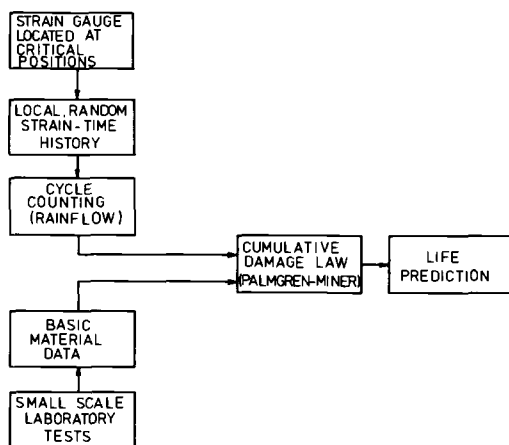 STRAIN GAUGE
LOCATED AT
CRITICAL
POSITIONS
LOCAL, RANDOM
STRAIN-TIME
HISTORY
CYCLE
COUNTING
(RAINFLOW)
CUMULATIVE
DAMAGE LAW
(PALMGREN-MINER)
LIFE
PREDICTION
BASIC
MATERIAL
DATA
SMALL SCALE
LABORATORY
TESTS